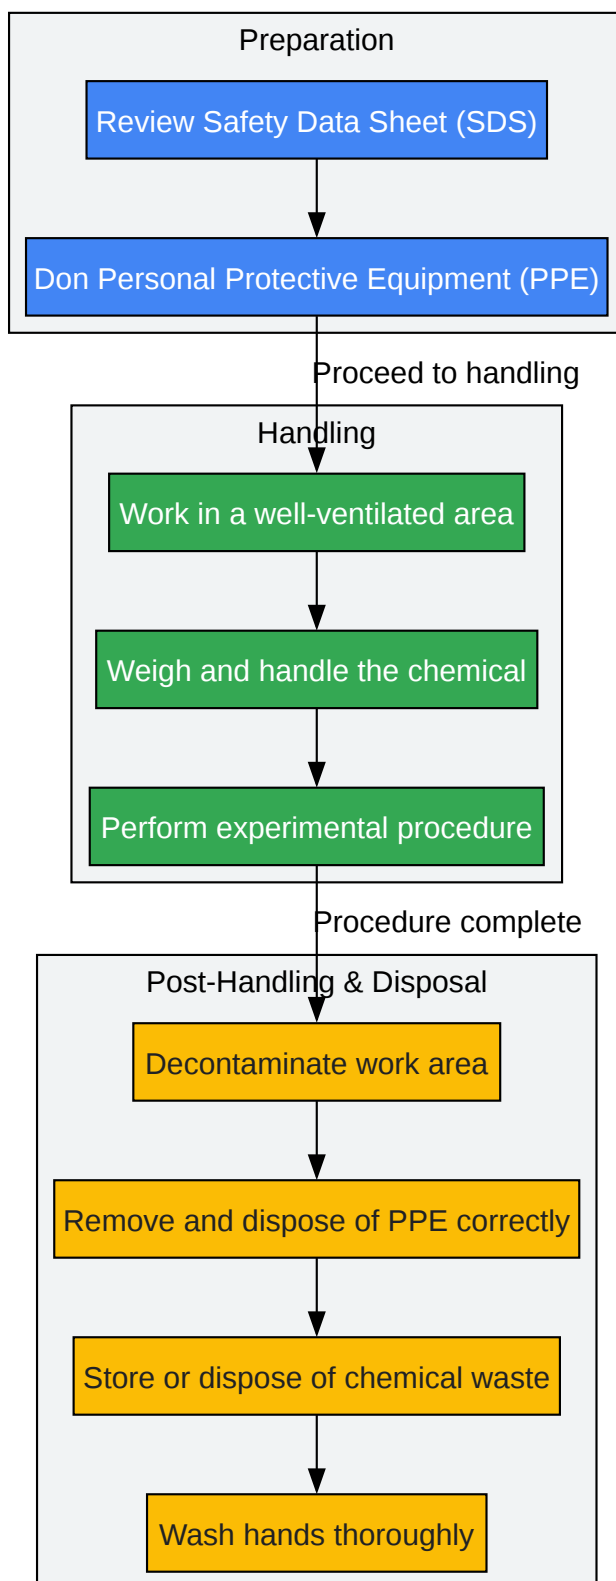 Preparation
Review Safety Data Sheet (SDS)
Don Personal Protective Equipment (PPE)
Proceed to handling
Handling
Work in a well-ventilated area
Weigh and handle the chemical
Perform experimental procedure
Procedure complete
Post-Handling & Disposal
Decontaminate work area
Remove and dispose of PPE correctly
Store or dispose of chemical waste
Wash hands thoroughly